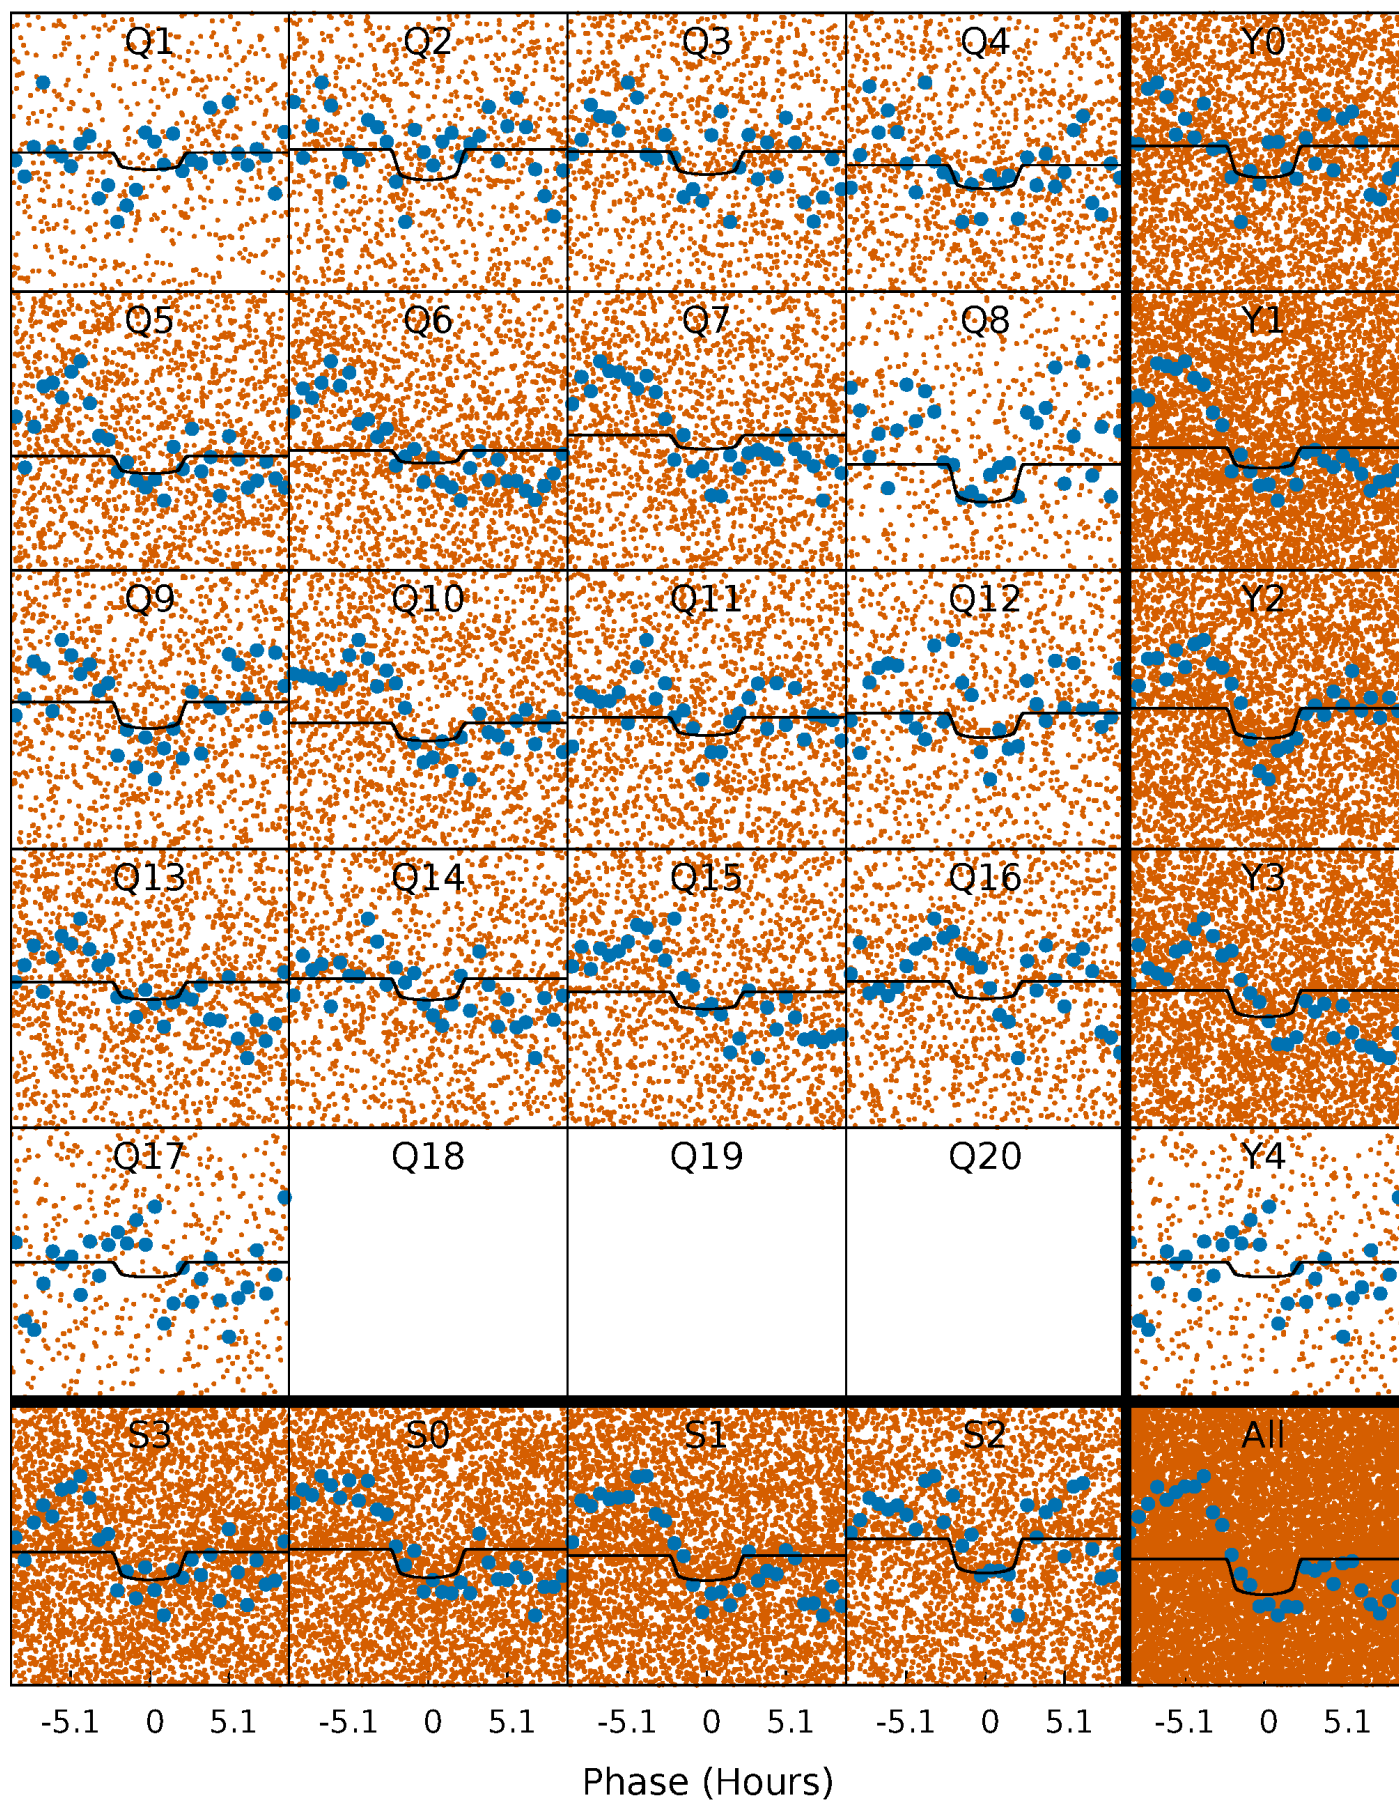 Q1 Q2 Q3 Q4 Y0
Q5 Q6 Q7 Q8 Y1
Q9 Q10 Q11 Q12 Y2
Q13 Q14 Q15 Q16 Y3
Q17 Q18 Q19 Q20 Y4
S3 S0 S1 S2 All
-5.1 0 5.1 -5.1 0 5.1 -5.1 0 5.1 -5.1 0 5.1 -5.1 0 5.1
Phase (Hours)